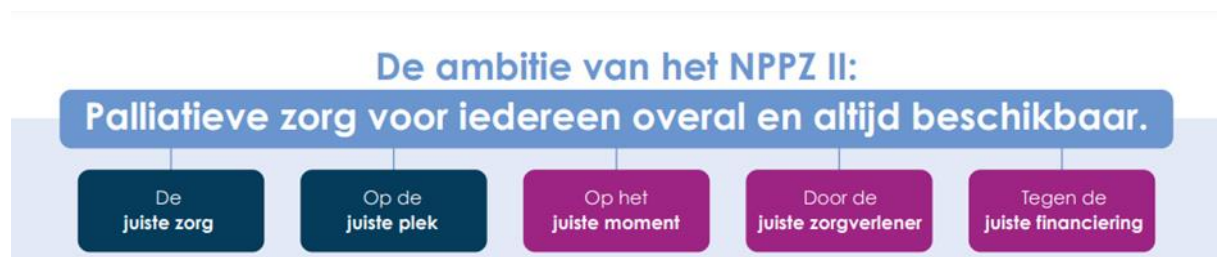 De ambitie van het NPPZ II:
Palliatieve zorg voor iedereen overal en altijd beschikbaar.
De
juiste zorg
Op de
juiste plek
Op het
juiste moment
Door de
juiste zorgverlener
Tegen de
juiste financiering